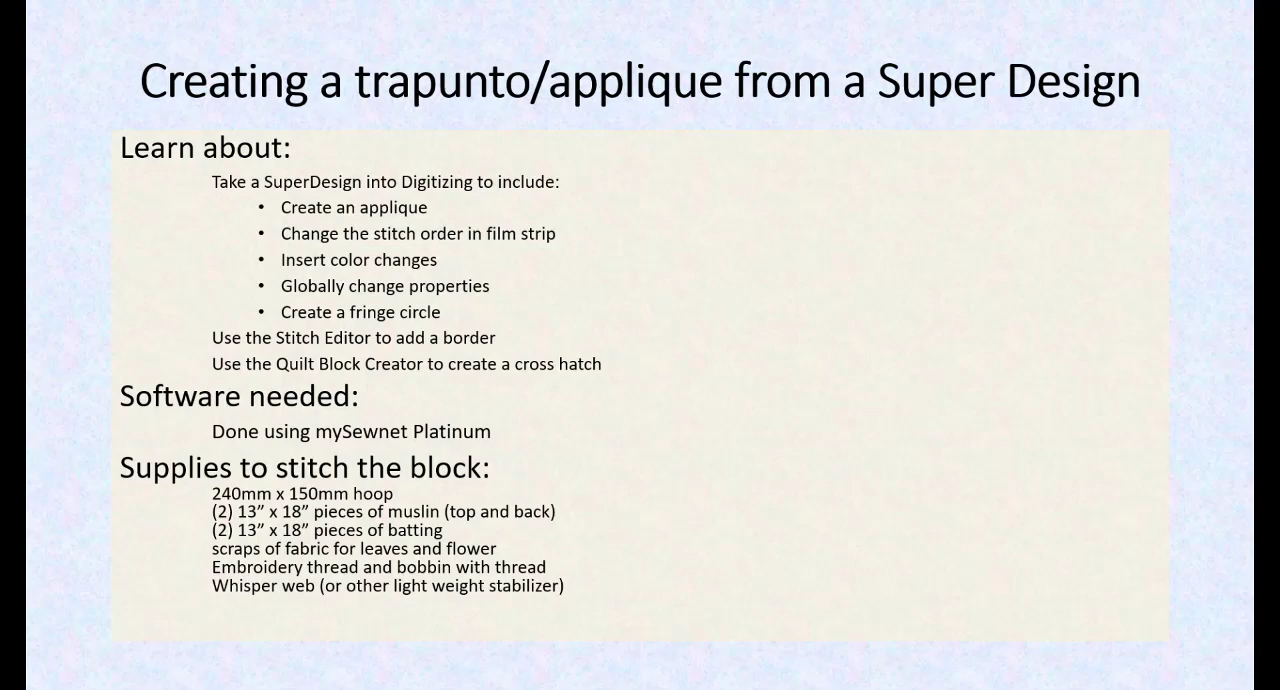 Creating a trapunto/applique from a Super Design
Learn about:
Take a SuperDesign into Digitizing to include:
• Create an applique
• Change the stitch order in film strip
• Insert color changes
• Globally change properties
• Create a fringe circle
Use the Stitch Editor to add a border
Use the Quilt Block Creator to create a cross hatch
Software needed:
Done using mySewnet Platinum
Supplies to stitch the block:
240mm x 150mm hoop
(2) 13” x 18” pieces of muslin (top and back)
(2) 13” x 18” pieces of batting
scraps of fabric for leaves and flower
Embroidery thread and bobbin with thread
Whisper web (or other light weight stabilizer)